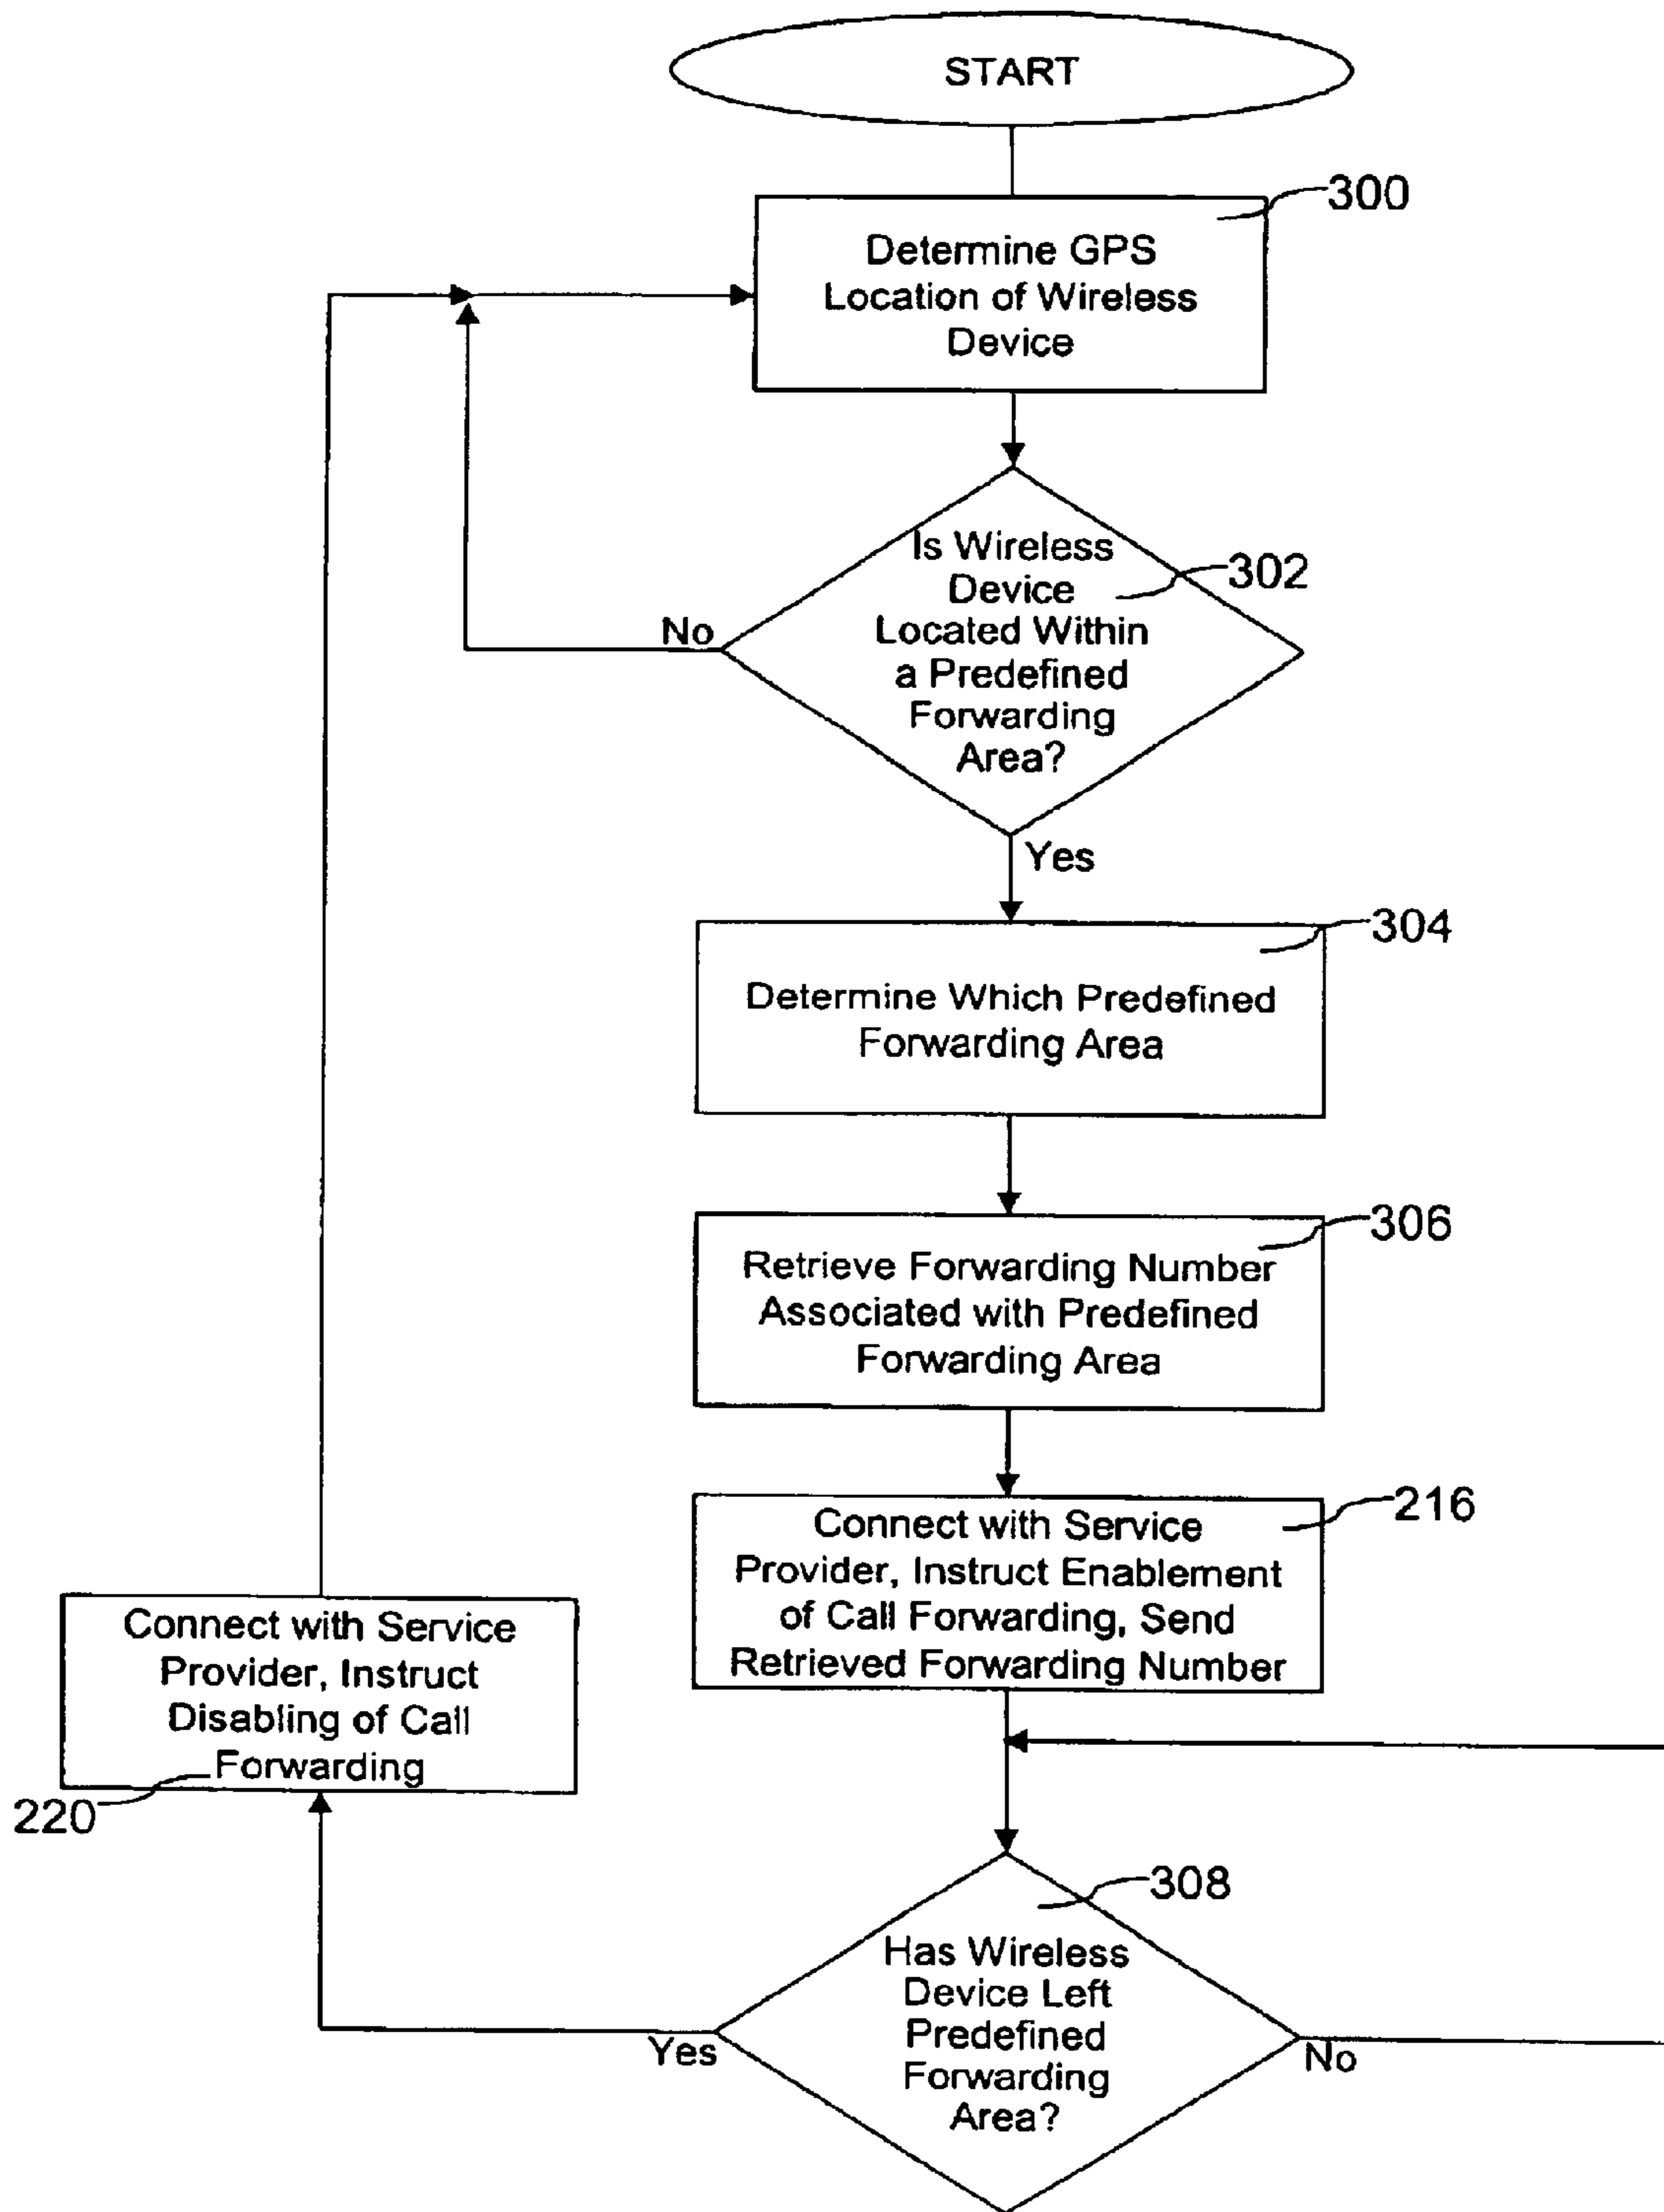 START
300
Determine GPS
Location of Wireless
Device
Is Wireless
Device
Located Within
a Predefined
Forwarding
Area?
302
No
Yes
304
Determine Which Predefined
Forwarding Area
306
Retrieve Forwarding Number
Associated with Predefined
Forwarding Area
216
Connect with Service
Provider, Instruct Enablement
of Call Forwarding, Send
Retrieved Forwarding Number
Connect with Service
Provider, Instruct
Disabling of Call
Forwarding
220
308
Has Wireless
Device Left
Predefined
Forwarding
Area?
Yes
No